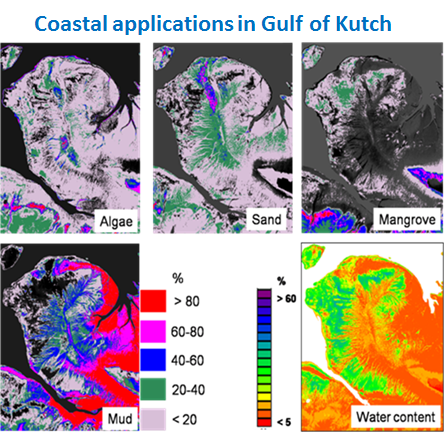 Coastal applications in Gulf of Kutch
Algae
Sand
Mangrove
%
> 80
60-80
40-60
20-40
< 20
Mud
%
> 60
< 5
Water content